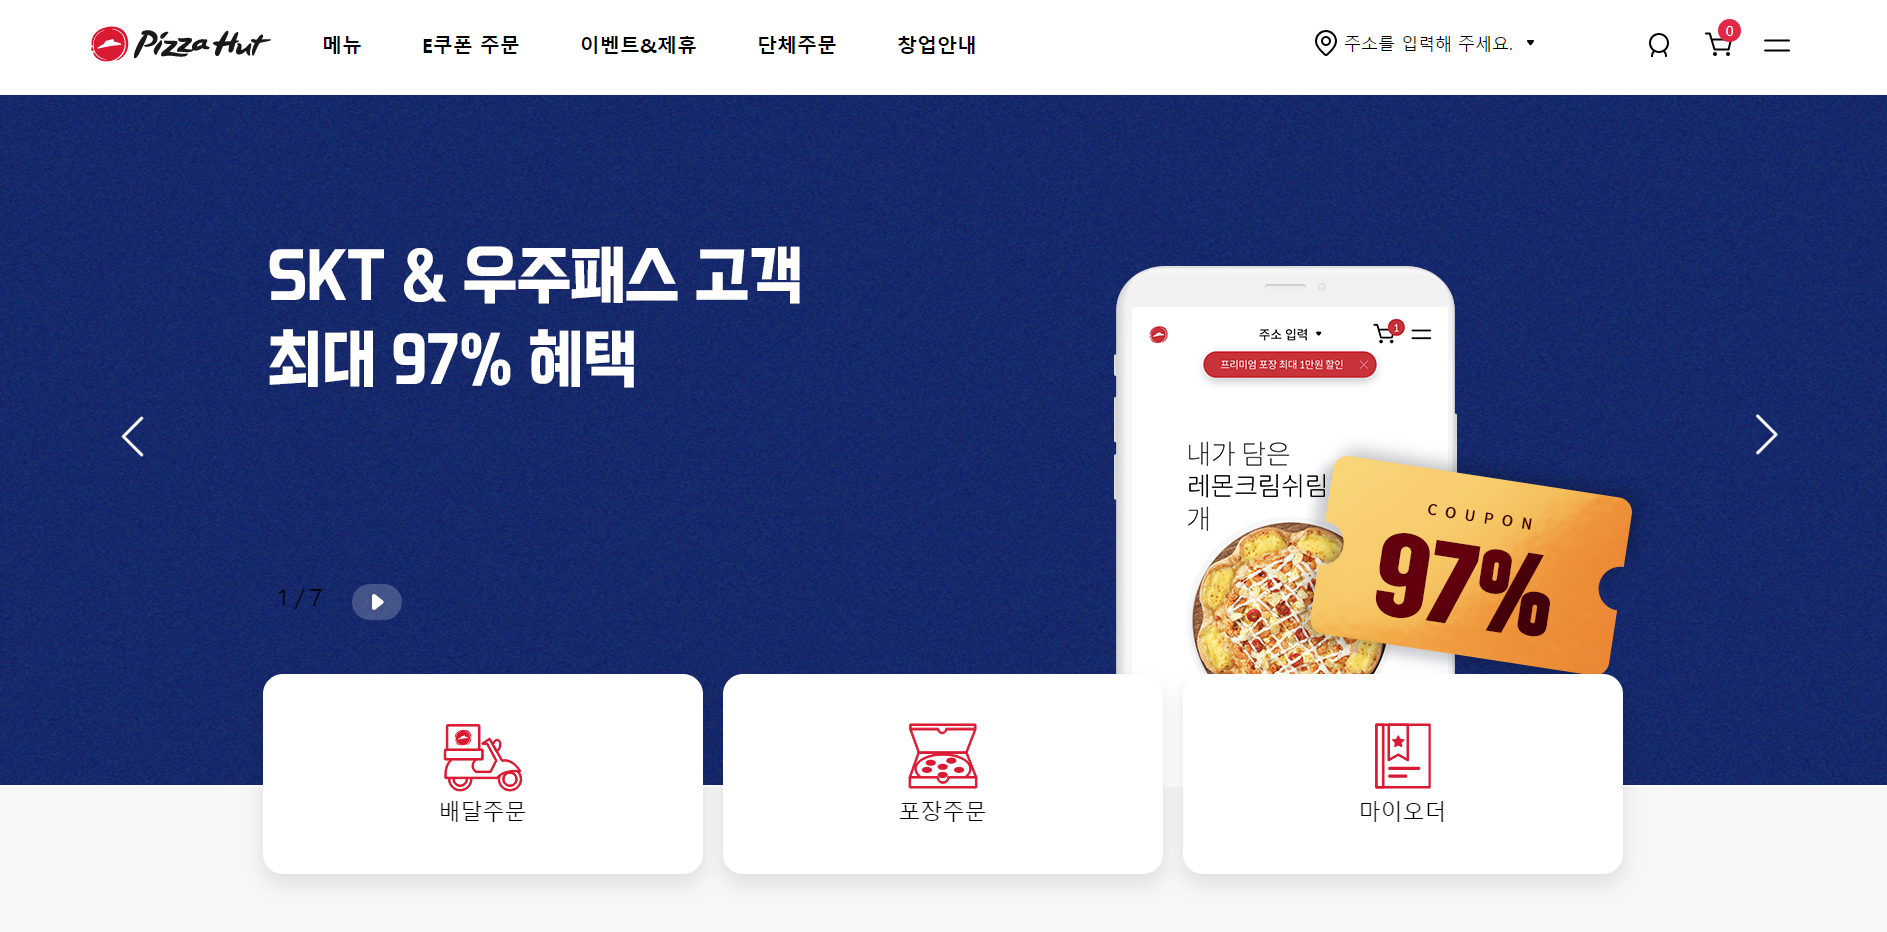 Pizza Hut
메뉴
E쿠폰 주문
이벤트&제휴
단체주문
창업안내
주소를 입력해 주세요.
0
SKT & 우주패스 고객
최대 97% 혜택
1 / 7
주소 입력
1
프리미엄 포장 최대 1만원 할인
내가 담은
레몬크림쉬림
개
COUPON
97%
배달주문
포장주문
마이오더